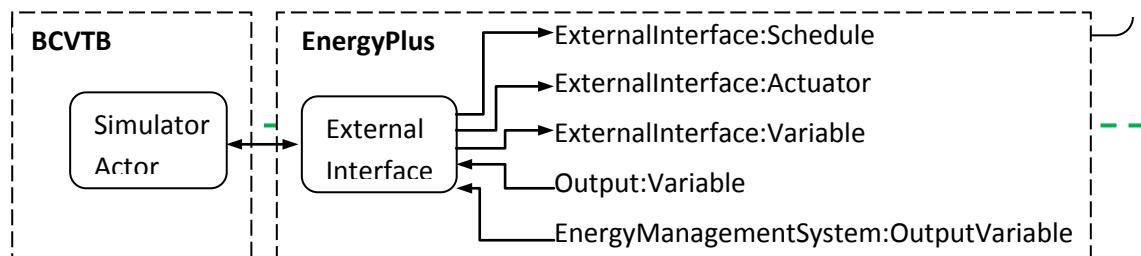 BCVTB
EnergyPlus
ExternalInterface:Schedule
ExternalInterface:Actuator
ExternalInterface:Variable
Output:Variable
EnergyManagementSystem:OutputVariable
Simulator
Actor
External
Interface